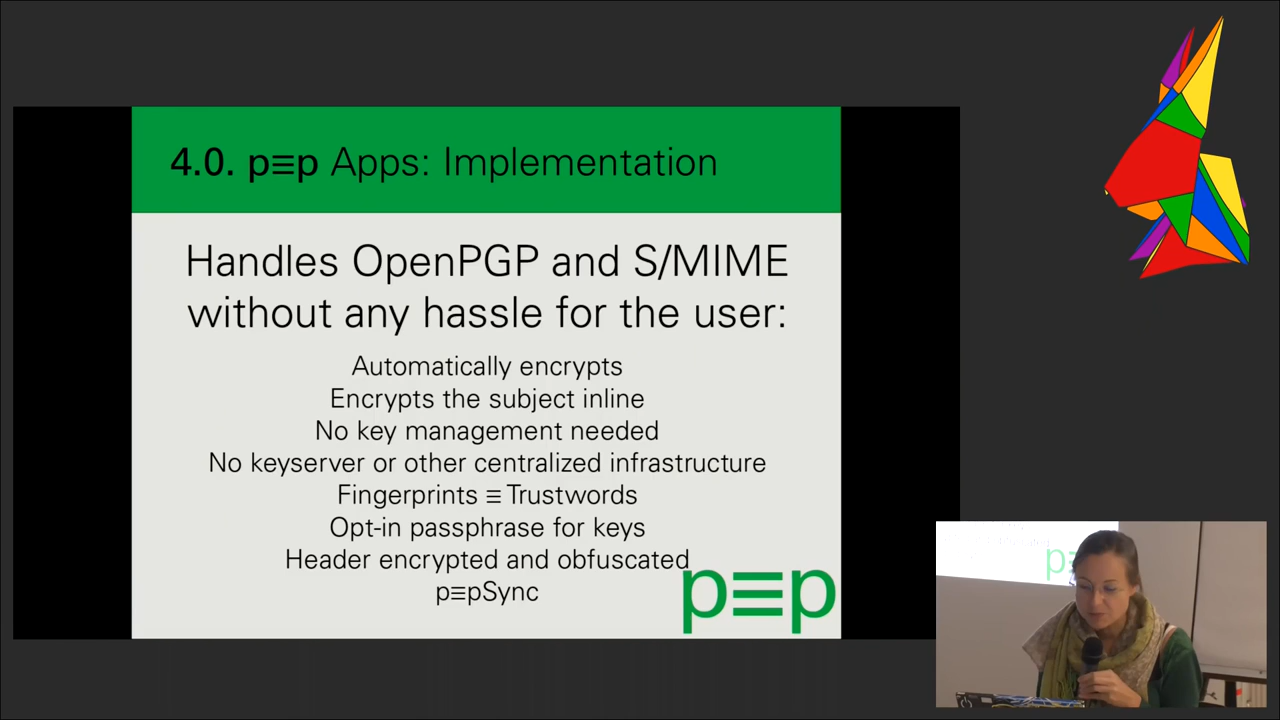 4.0. p≡p Apps: Implementation
Handles OpenPGP and S/MIME
without any hassle for the user:
Automatically encrypts
Encrypts the subject inline
No key management needed
No keyserver or other centralized infrastructure
Fingerprints ≡ Trustwords
Opt-in passphrase for keys
Header encrypted and obfuscated
p≡pSync
p≡p